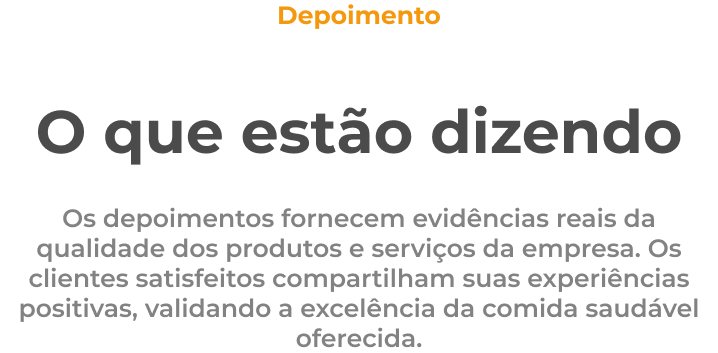 Depoimento
O que estão dizendo
Os depoimentos fornecem evidências reais da
qualidade dos produtos e serviços da empresa. Os
clientes satisfeitos compartilham suas experiências
positivas, validando a excelência da comida saudável
oferecida.